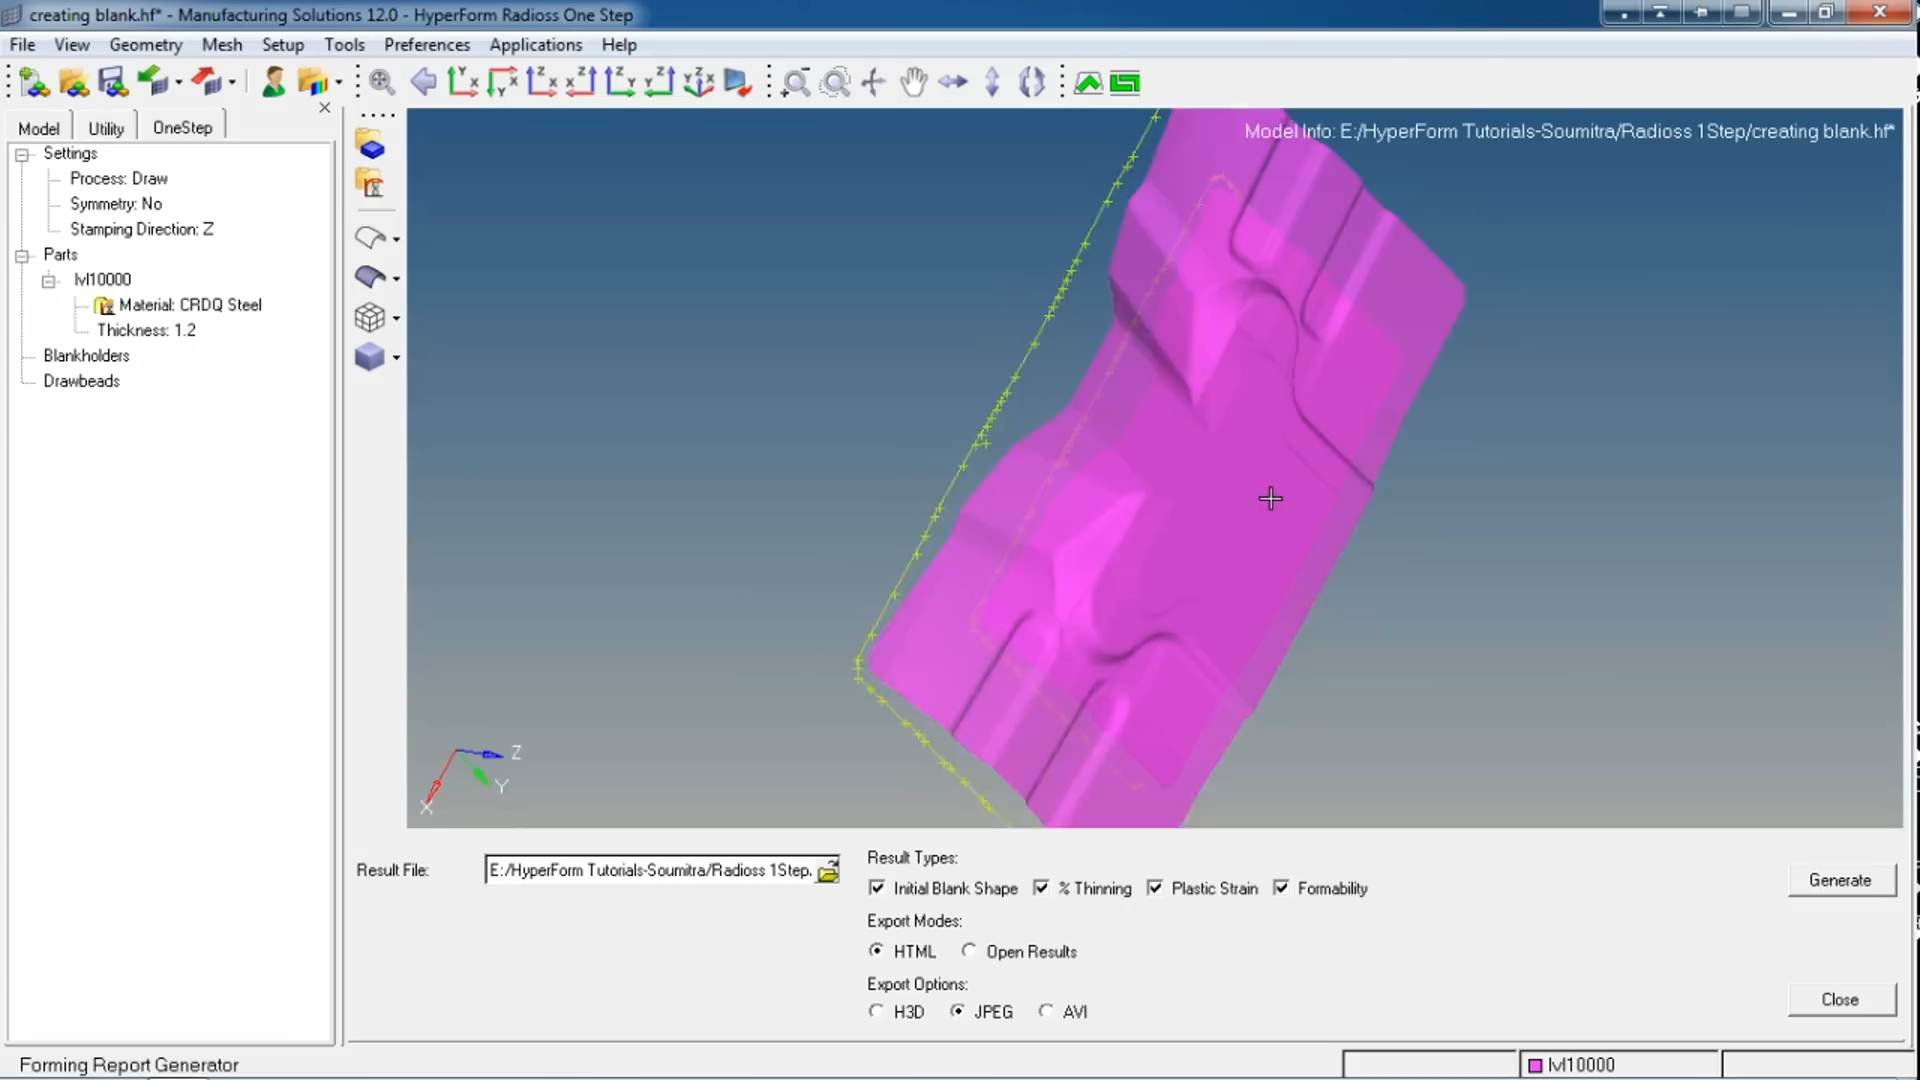 creating blank.hf* - Manufacturing Solutions 12.0 - HyperForm Radioss One Step
File View Geometry Mesh Setup Tools Preferences Applications Help
Model Utility OneStep
Settings
Process: Draw
Symmetry: No
Stamping Direction: Z
Parts
lvl10000
Material: CRDQ Steel
Thickness: 1.2
Blankholders
Drawbeads
Model Info: E:/HyperForm Tutorials-Soumitra/Radioss 1Step/creating blank.hf*
Z
Y
X
Result File: E:/HyperForm Tutorials-Soumitra/Radioss 1Step.
Result Types:
Initial Blank Shape % Thinning Plastic Strain Formability
Generate
Export Modes:
HTML Open Results
Export Options:
H3D JPEG AVI
Close
Forming Report Generator
lvl10000